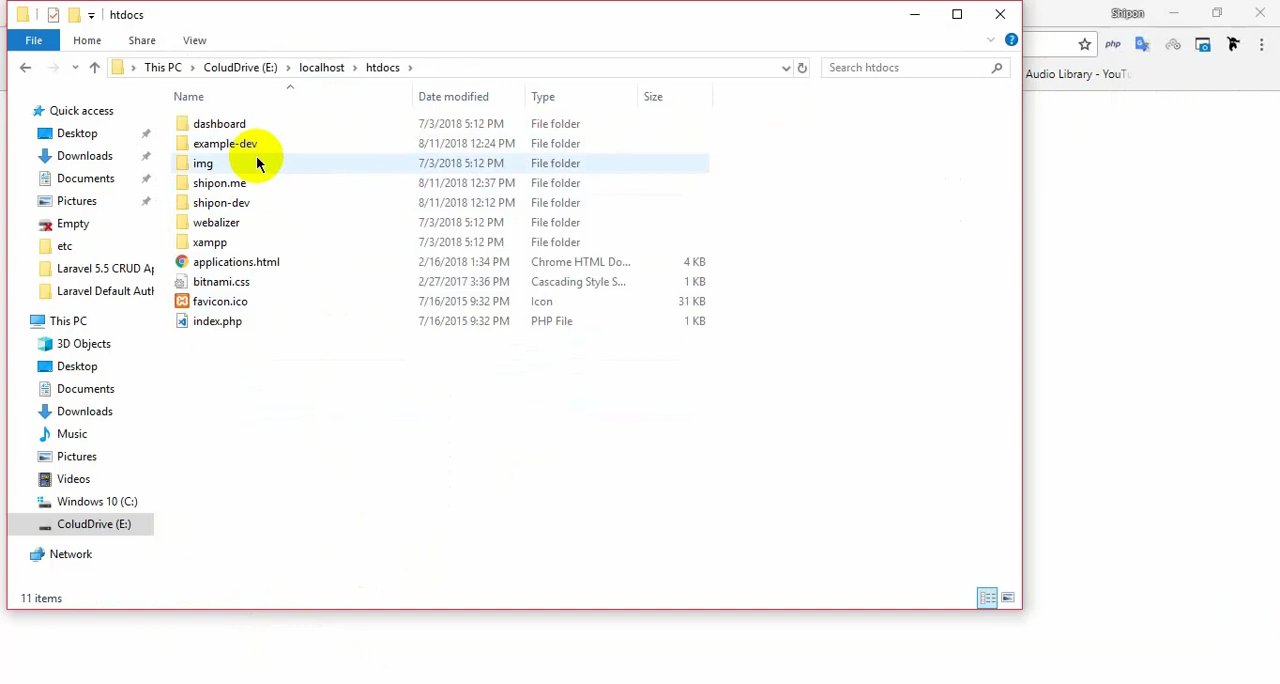 htdocs
Shipon
File Home Share View
php
This PC ColudDrive (E:) localhost htdocs
Search htdocs
Audio Library - YouTu
Name Date modified Type Size
Quick access
Desktop
Downloads
Documents
Pictures
Empty
etc
Laravel 5.5 CRUD Ap
Laravel Default Auth
This PC
3D Objects
Desktop
Documents
Downloads
Music
Pictures
Videos
Windows 10 (C:)
ColudDrive (E:)
Network
dashboard 7/3/2018 5:12 PM File folder
example-dev 8/11/2018 12:24 PM File folder
img 7/3/2018 5:12 PM File folder
shipon.me 8/11/2018 12:37 PM File folder
shipon-dev 8/11/2018 12:12 PM File folder
webalizer 7/3/2018 5:12 PM File folder
xampp 7/3/2018 5:12 PM File folder
applications.html 2/16/2018 1:34 PM Chrome HTML Do... 4 KB
bitnami.css 2/27/2017 3:36 PM Cascading Style S... 1 KB
favicon.ico 7/16/2015 9:32 PM Icon 31 KB
index.php 7/16/2015 9:32 PM PHP File 1 KB
11 items